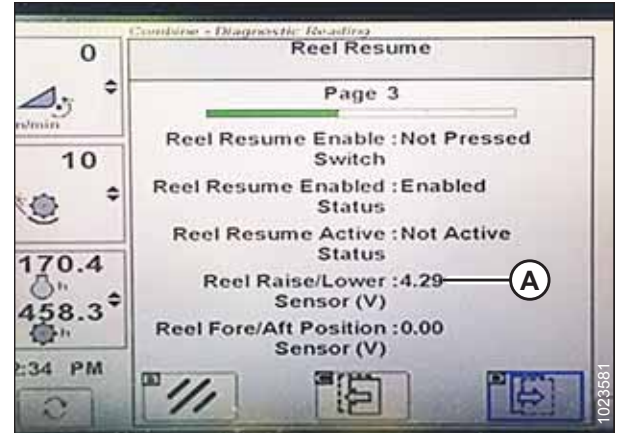 Combine - Diagnostic Reading
Reel Resume
Page 3
Reel Resume Enable :Not Pressed
Switch
Reel Resume Enabled :Enabled
Status
Reel Resume Active :Not Active
Status
Reel Raise/Lower :4.29
Sensor (V)
A
Reel Fore/Aft Position :0.00
Sensor (V)
0
10
170.4
h
458.3
h
:34 PM
1023581